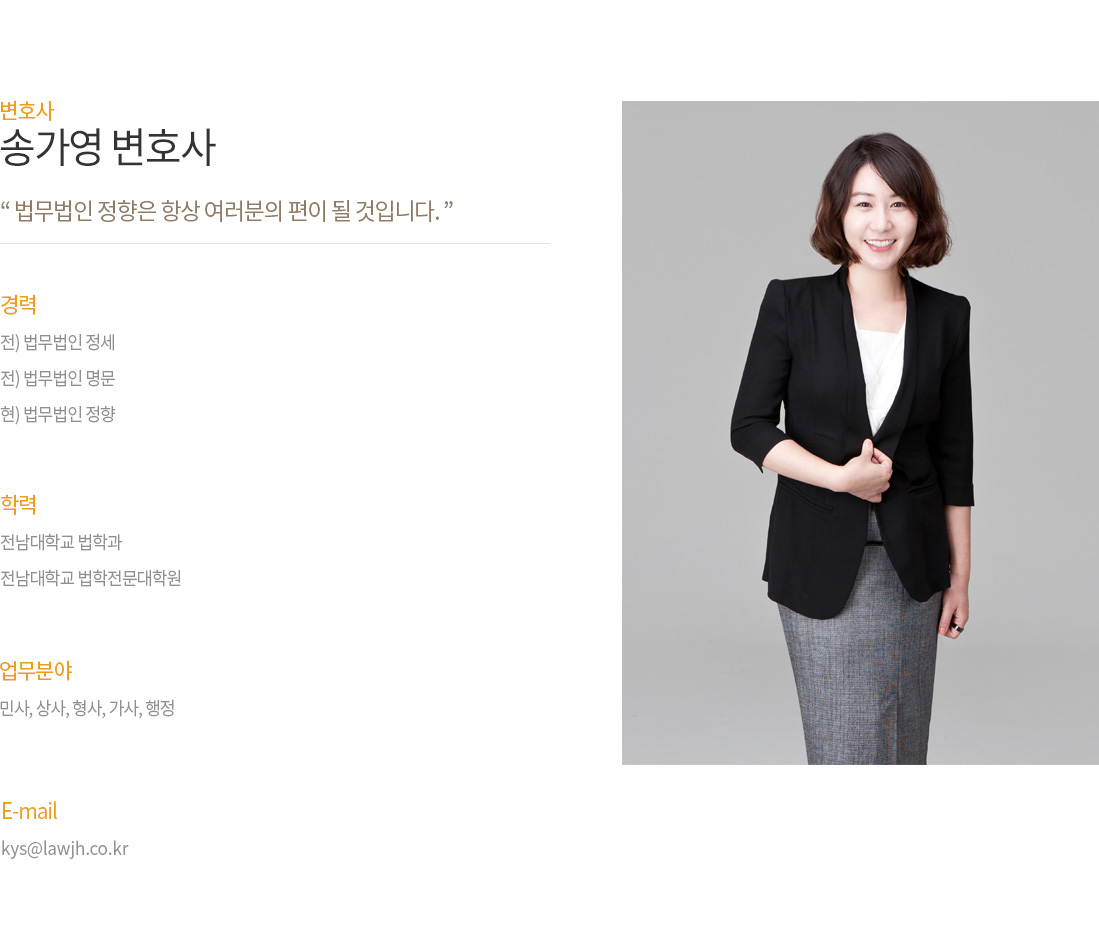 변호사
송가영 변호사
“ 법무법인 정향은 항상 여러분의 편이 될 것입니다. ”
경력
전) 법무법인 정세
전) 법무법인 명문
현) 법무법인 정향
학력
전남대학교 법학과
전남대학교 법학전문대학원
업무분야
민사, 상사, 형사, 가사, 행정
E-mail
kys@lawjh.co.kr